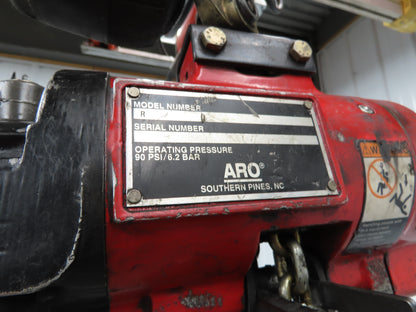 MODEL NUMBER
R
SERIAL NUMBER
OPERATING PRESSURE
90 PSI/6.2 BAR
ARO®
SOUTHERN PINES, NC